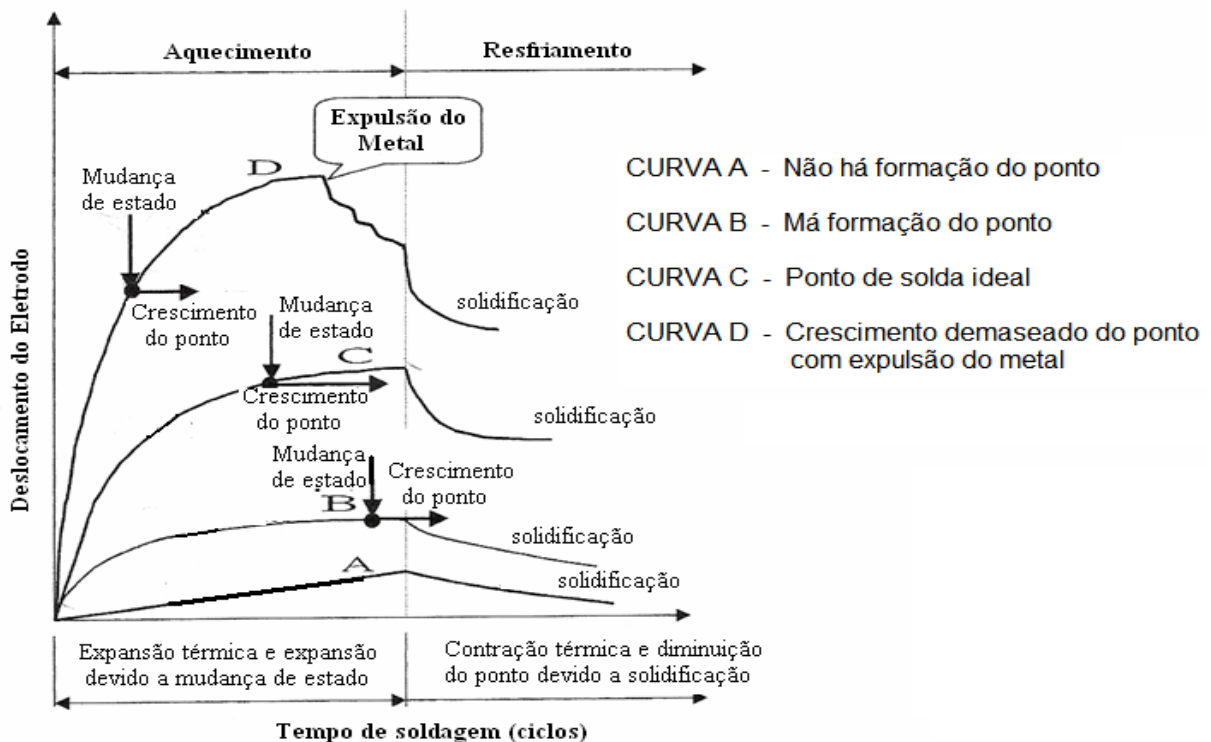 Aquecimento
Resfriamento
Expulsão do
Metal
D
Mudança
de estado
Crescimento
do ponto
solidificação
Mudança
de estado
C
Crescimento
do ponto
solidificação
Mudança
de estado
Crescimento
do ponto
B
solidificação
A
solidificação
Deslocamento do Eletrodo
Expansão térmica e expansão
devido a mudança de estado
Contração térmica e diminuição
do ponto devido a solidificação
Tempo de soldagem (ciclos)
CURVA A - Não há formação do ponto
CURVA B - Má formação do ponto
CURVA C - Ponto de solda ideal
CURVA D - Crescimento demaseado do ponto
com expulsão do metal